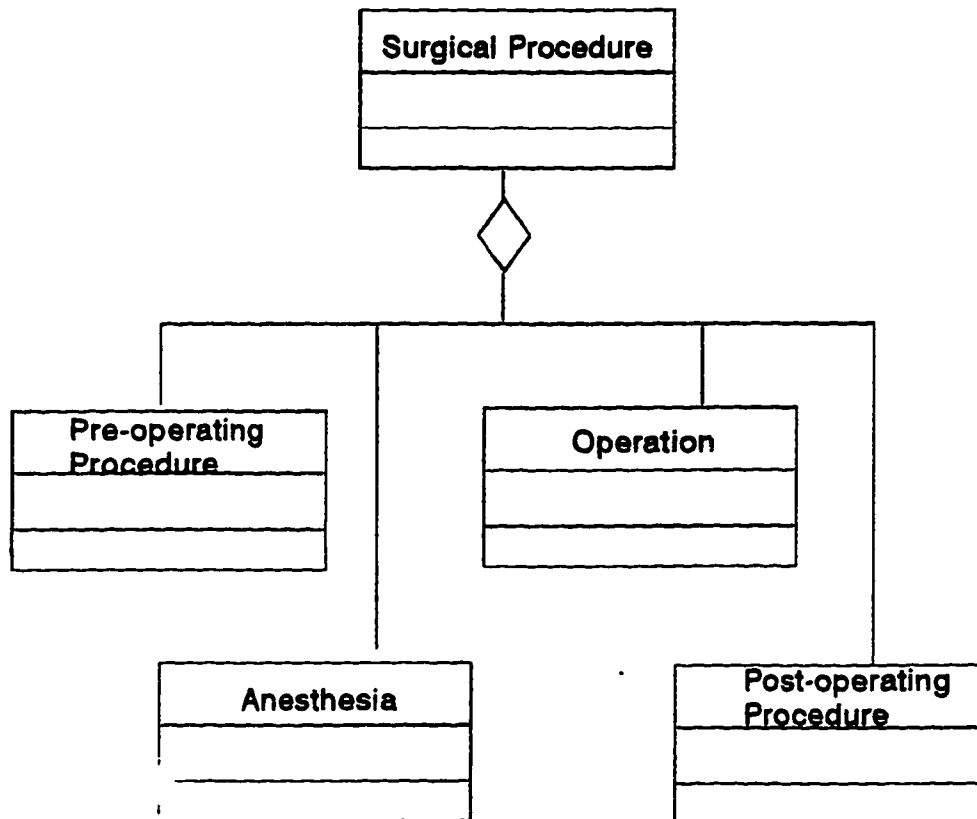 Surgical Procedure
Pre-operating
Procedure
Operation
Anesthesia
Post-operating
Procedure